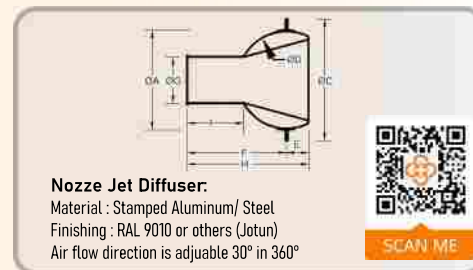 ØA
ØG
ØD
ØC
I
E
F
H
Nozze Jet Diffuser:
Material : Stamped Aluminum/ Steel
Finishing : RAL 9010 or others (Jotun)
Air flow direction is adjuable 30° in 360°
SCAN ME